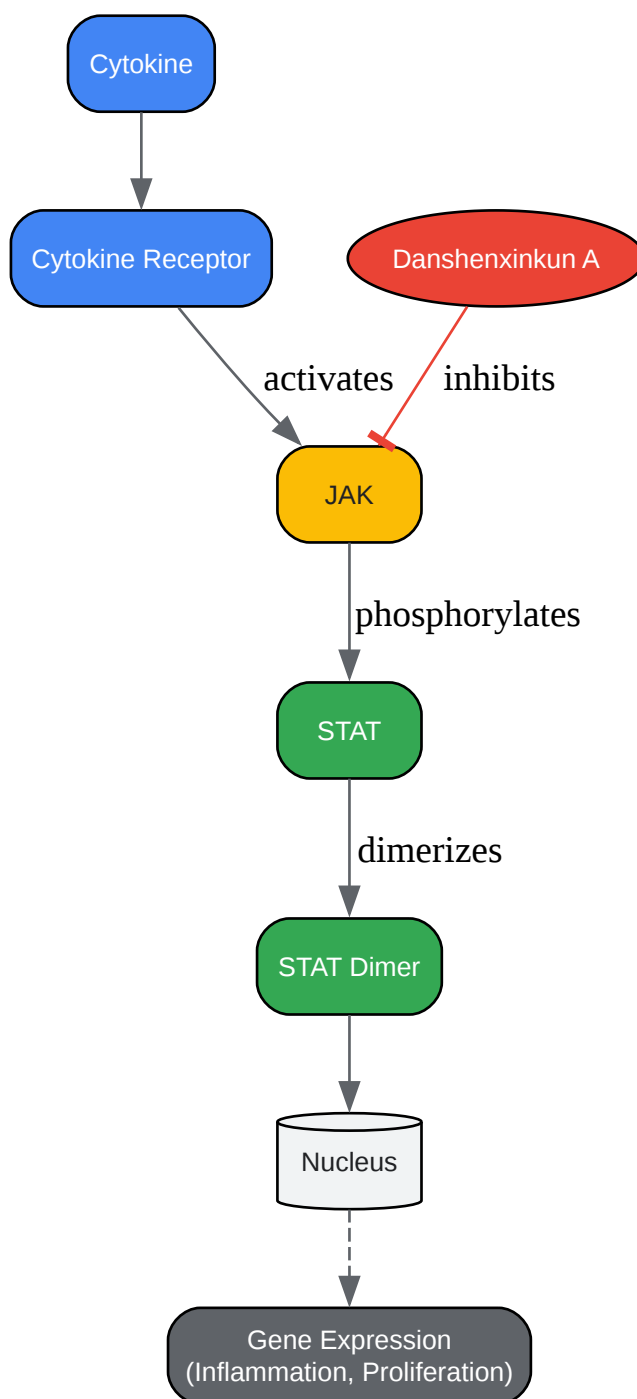 Cytokine
Cytokine Receptor
Danshenxinkun A
activates
inhibits
JAK
phosphorylates
STAT
dimerizes
STAT Dimer
Nucleus
Gene Expression
(Inflammation, Proliferation)